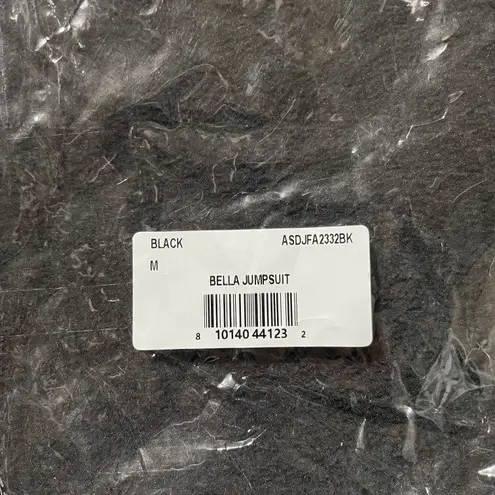 BLACK ASDJFA2332BK
M
BELLA JUMPSUIT
8 10140 44123 2